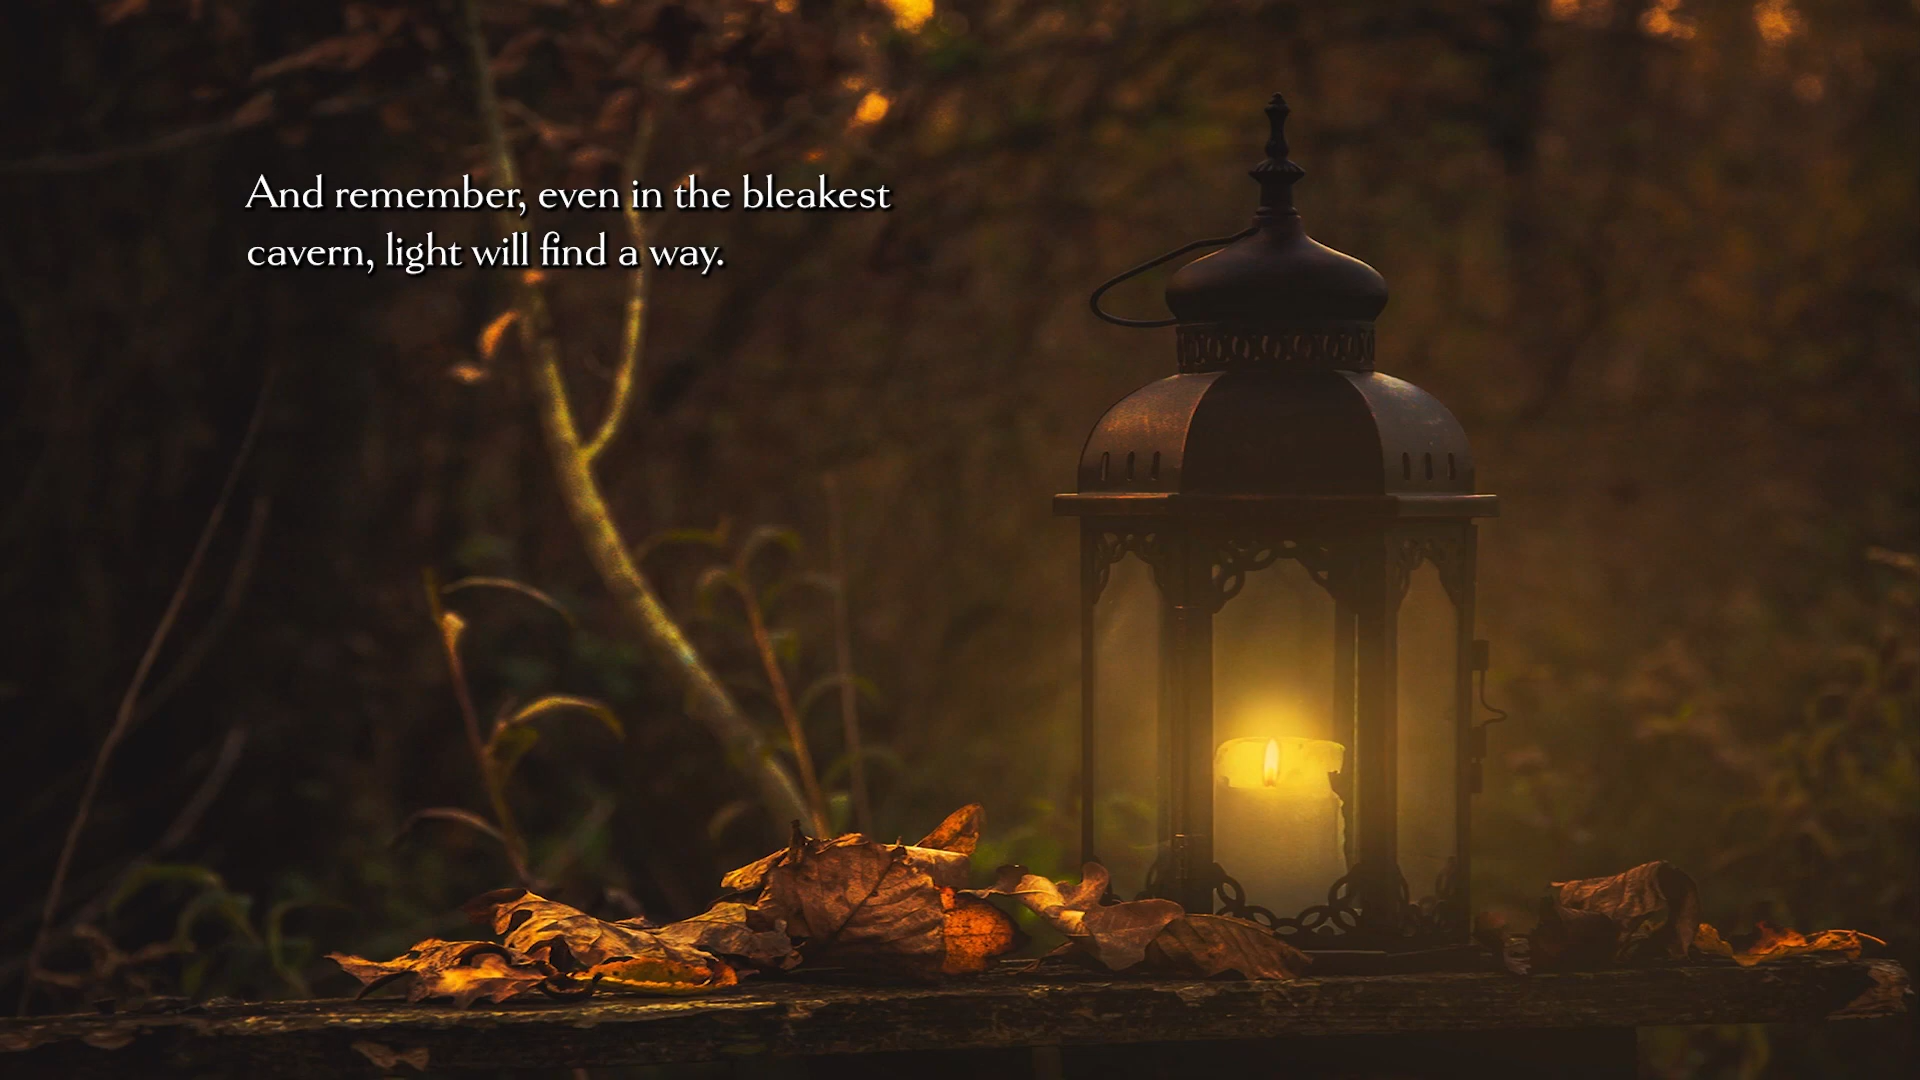 And remember, even in the bleakest
cavern, light will find a way.